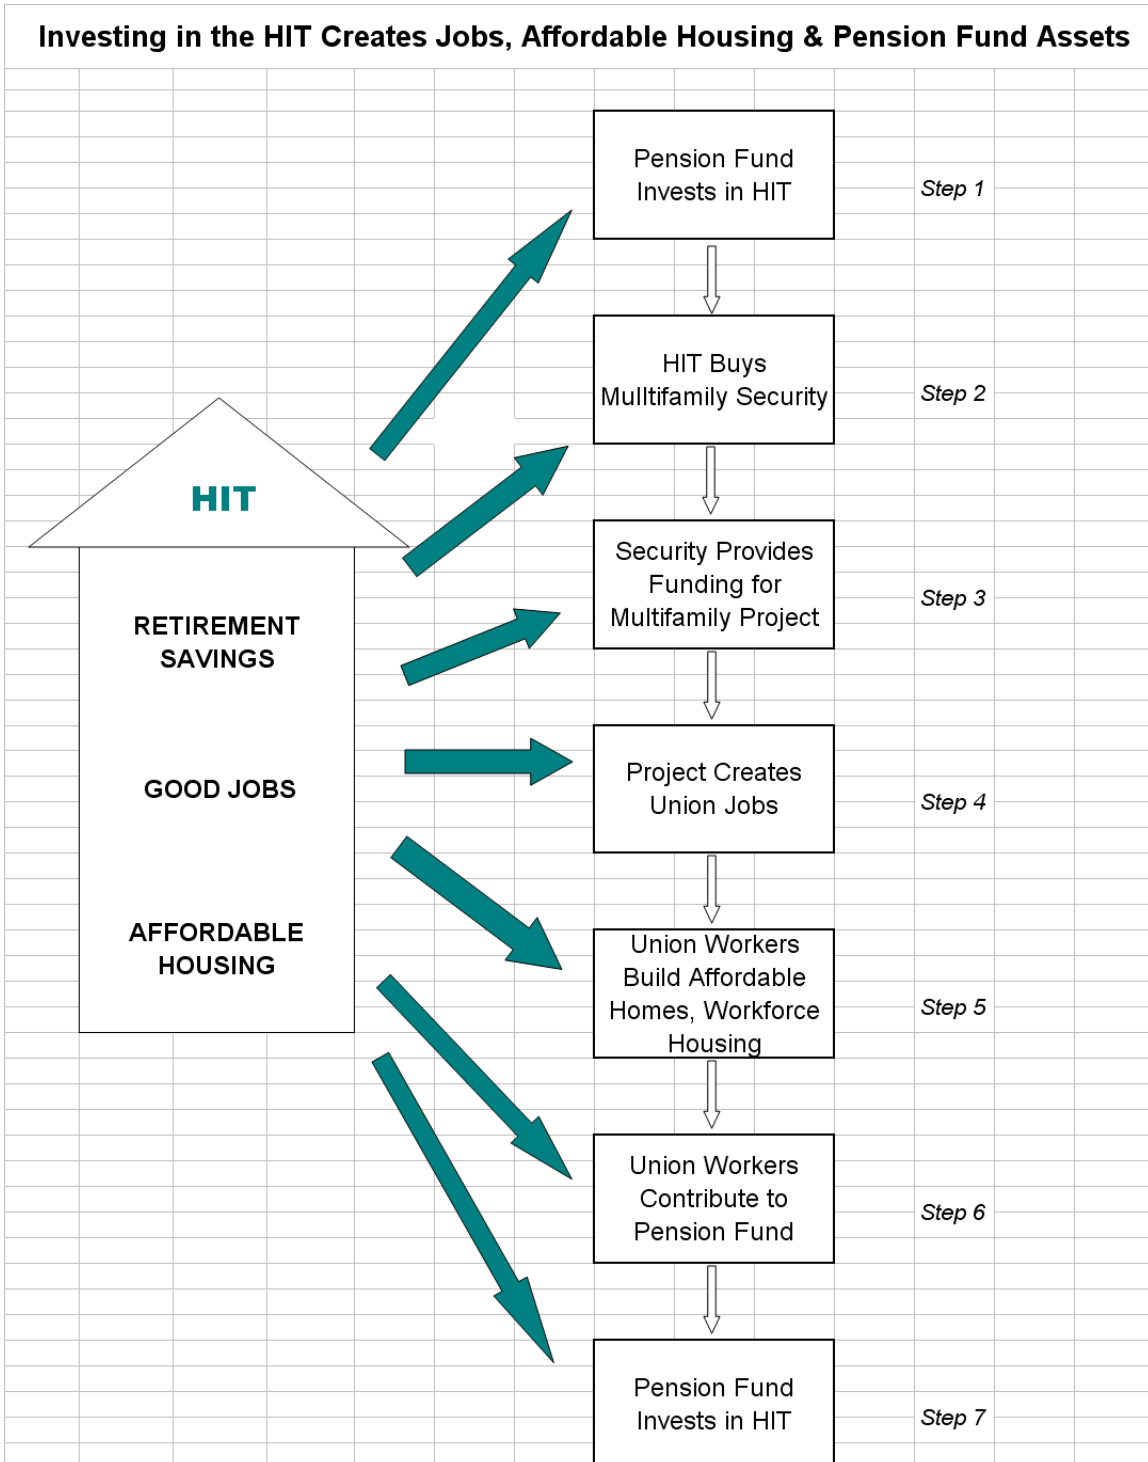 Investing in the HIT Creates Jobs, Affordable Housing & Pension Fund Assets
Pension Fund
Invests in HIT
Step 1
HIT Buys
Mulltifamily Security
Step 2
HIT
Security Provides
Funding for
Multifamily Project
Step 3
RETIREMENT
SAVINGS
GOOD JOBS
Project Creates
Union Jobs
Step 4
AFFORDABLE
HOUSING
Union Workers
Build Affordable
Homes, Workforce
Housing
Step 5
Union Workers
Contribute to
Pension Fund
Step 6
Pension Fund
Invests in HIT
Step 7